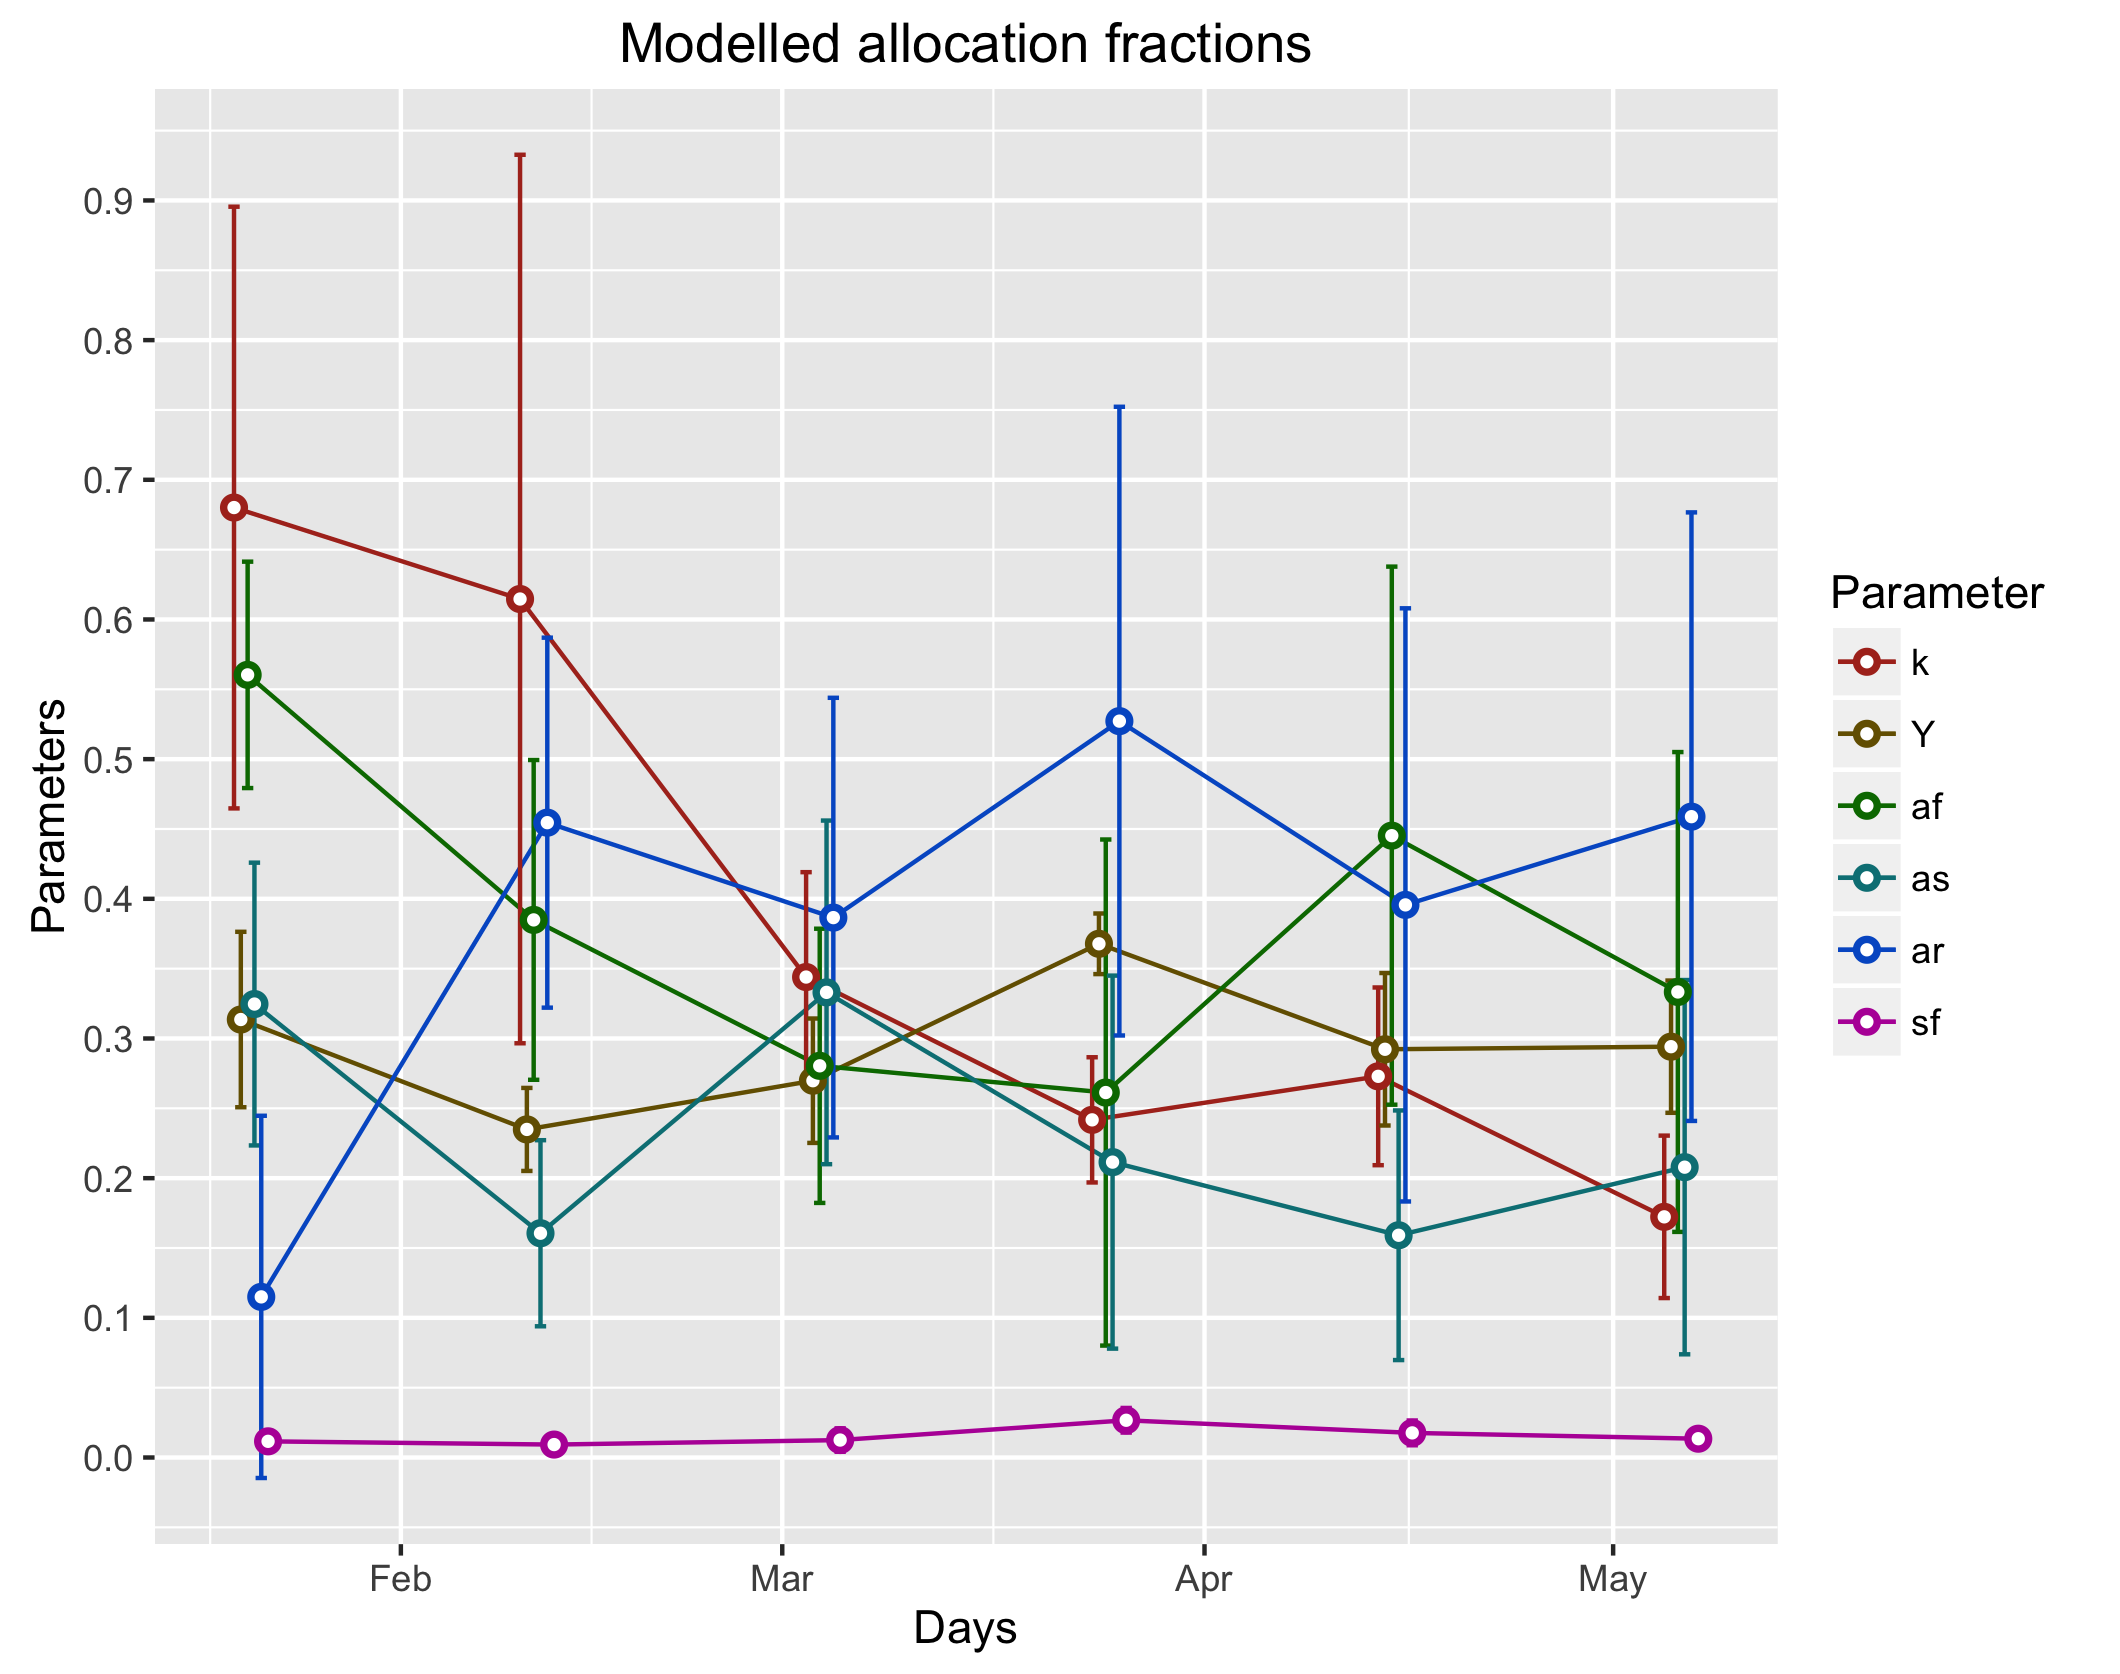 Modelled allocation fractions
Parameters
0.9
0.8
0.7
0.6
0.5
0.4
0.3
0.2
0.1
0.0
Feb Mar Apr May
Days
Parameter
k
Y
af
as
ar
sf